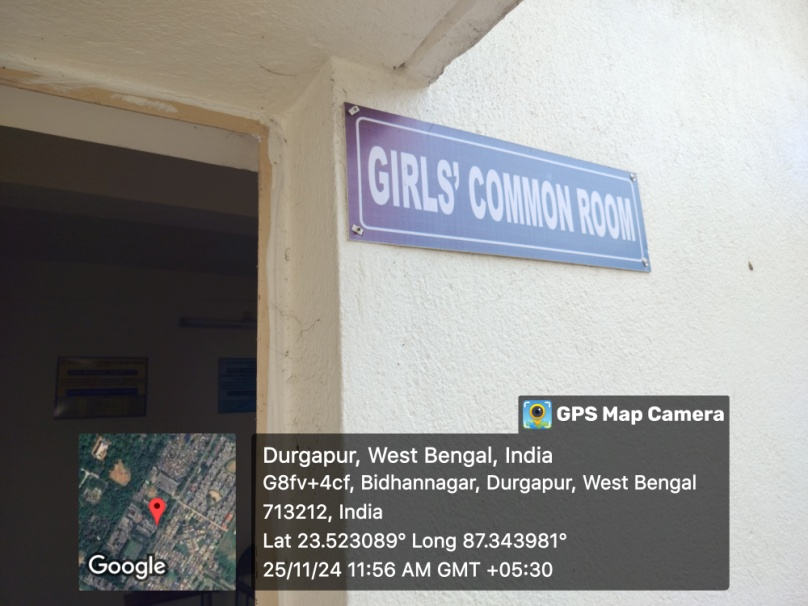 GIRLS' COMMON ROOM
GPS Map Camera
Durgapur, West Bengal, India
G8fv+4cf, Bidhannagar, Durgapur, West Bengal
713212, India
Lat 23.523089° Long 87.343981°
25/11/24 11:56 AM GMT +05:30
Google